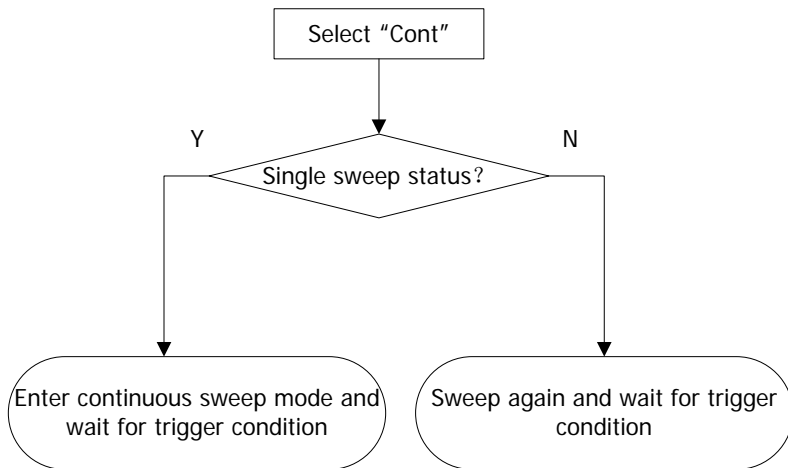 Select “Cont”
Y
N
Single sweep status？
Enter continuous sweep mode and
wait for trigger condition
Sweep again and wait for trigger
condition